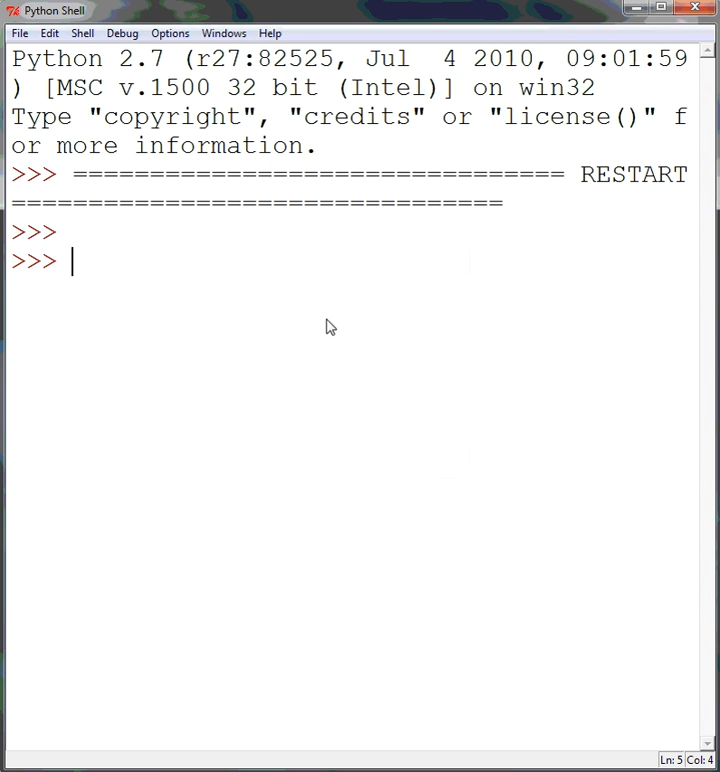 Python Shell
File Edit Shell Debug Options Windows Help
Python 2.7 (r27:82525, Jul  4 2010, 09:01:59
) [MSC v.1500 32 bit (Intel)] on win32
Type "copyright", "credits" or "license()" f
or more information.
>>> ================================ RESTART
================================
>>>
>>>
Ln: 5 Col: 4